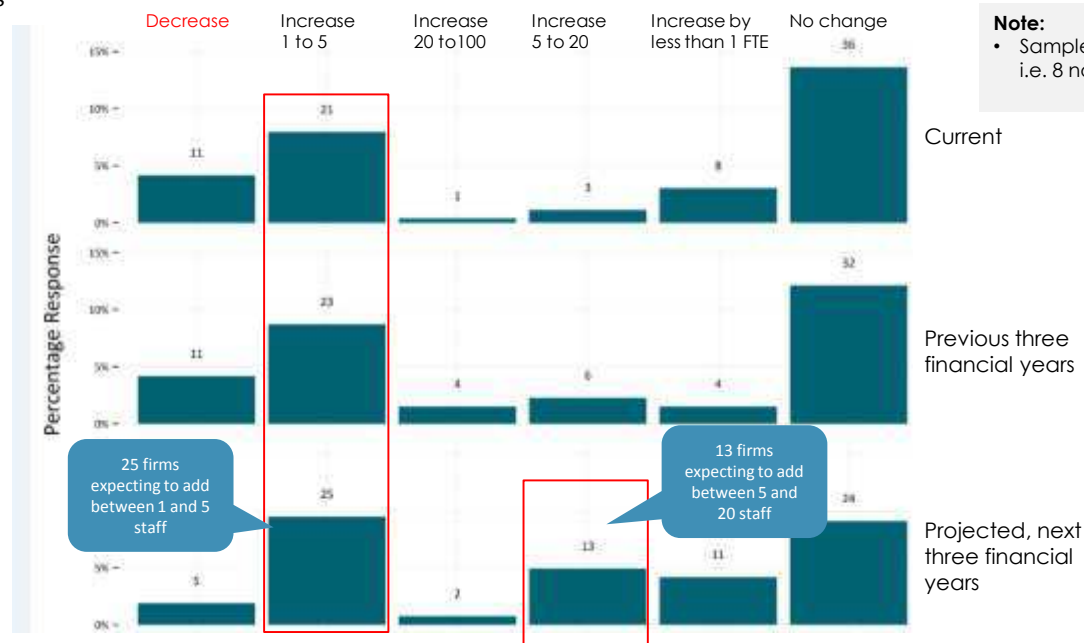 s
Decrease
Increase
1 to 5
Increase
20 to100
Increase
5 to 20
Increase by
less than 1 FTE
No change
Note:
• Sample
i.e. 8 no
Percentage Response
15% –
10% –
5% –
0% –
11
21
1
3
8
36
Current
15% –
10% –
5% –
0% –
11
23
4
6
4
32
Previous three
financial years
25 firms
expecting to add
between 1 and 5
staff
13 firms
expecting to add
between 5 and
20 staff
5% –
0% –
5
25
2
13
11
24
Projected, next
three financial
years